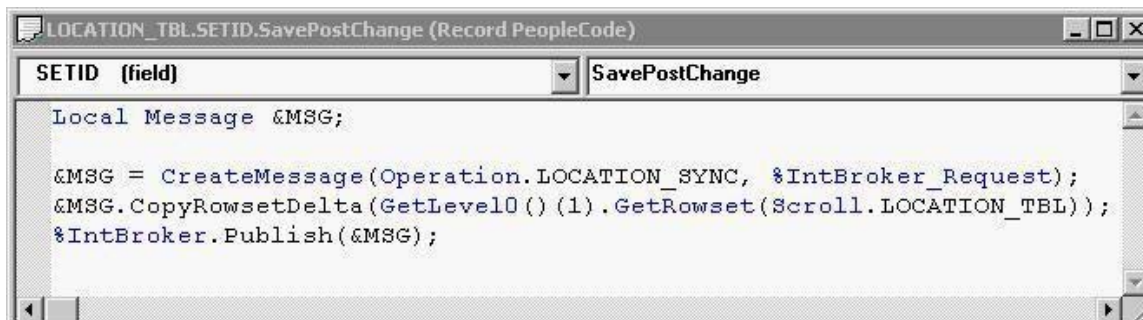 LOCATION_TBL.SETID.SavePostChange (Record PeopleCode)
SETID (field)
SavePostChange
Local Message &MSG;
&MSG = CreateMessage(Operation.LOCATION_SYNC, %IntBroker_Request);
&MSG.CopyRowsetDelta(GetLevel0()(1).GetRowset(Scroll.LOCATION_TBL));
%IntBroker.Publish(&MSG);